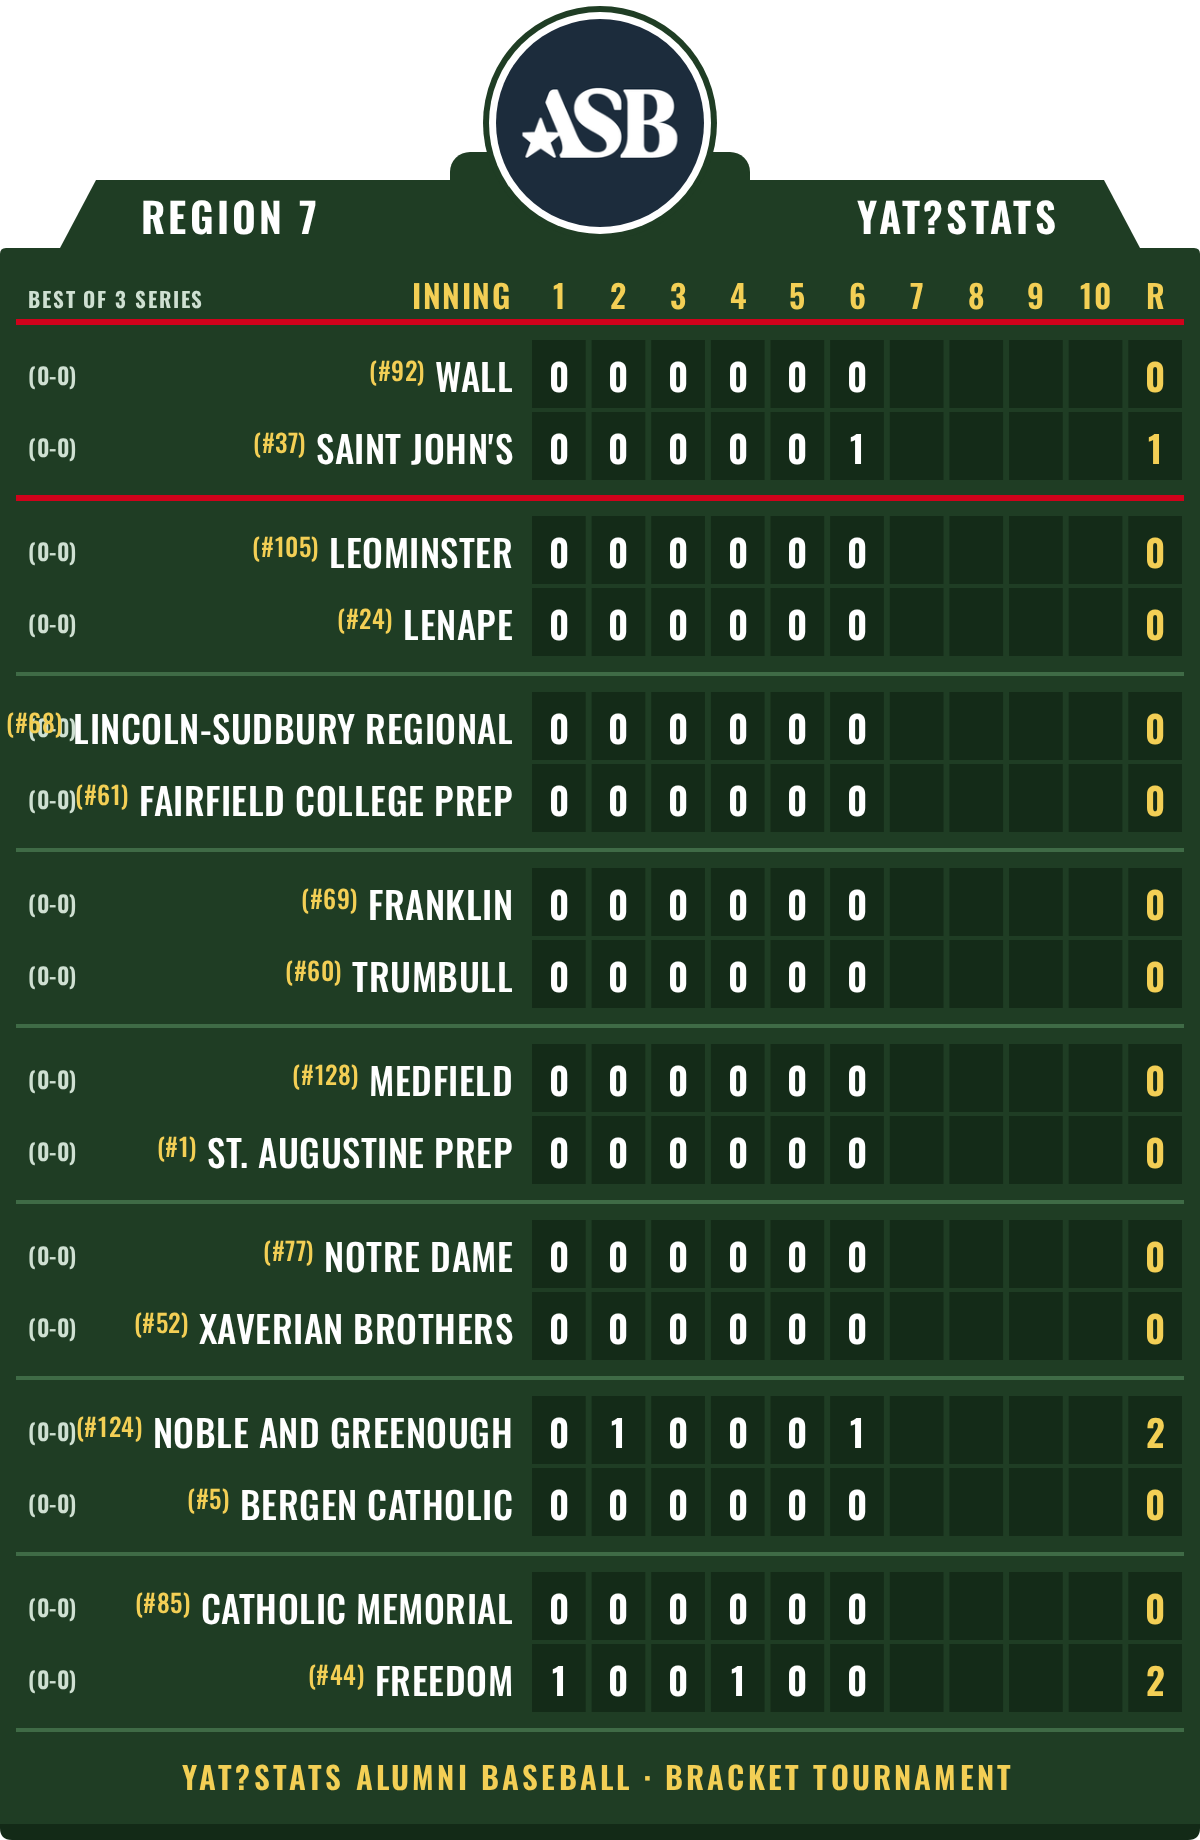 ASB
REGION 7 YAT?STATS
BEST OF 3 SERIES INNING 1 2 3 4 5 6 7 8 9 10 R
(0-0) (#92) WALL 0 0 0 0 0 0 0
(0-0) (#37) SAINT JOHN'S 0 0 0 0 0 1 1
(0-0) (#105) LEOMINSTER 0 0 0 0 0 0 0
(0-0) (#24) LENAPE 0 0 0 0 0 0 0
(0-0) (#68) LINCOLN-SUDBURY REGIONAL 0 0 0 0 0 0 0
(0-0) (#61) FAIRFIELD COLLEGE PREP 0 0 0 0 0 0 0
(0-0) (#69) FRANKLIN 0 0 0 0 0 0 0
(0-0) (#60) TRUMBULL 0 0 0 0 0 0 0
(0-0) (#128) MEDFIELD 0 0 0 0 0 0 0
(0-0) (#1) ST. AUGUSTINE PREP 0 0 0 0 0 0 0
(0-0) (#77) NOTRE DAME 0 0 0 0 0 0 0
(0-0) (#52) XAVERIAN BROTHERS 0 0 0 0 0 0 0
(0-0) (#124) NOBLE AND GREENOUGH 0 1 0 0 0 1 2
(0-0) (#5) BERGEN CATHOLIC 0 0 0 0 0 0 0
(0-0) (#85) CATHOLIC MEMORIAL 0 0 0 0 0 0 0
(0-0) (#44) FREEDOM 1 0 0 1 0 0 2
YAT?STATS ALUMNI BASEBALL · BRACKET TOURNAMENT